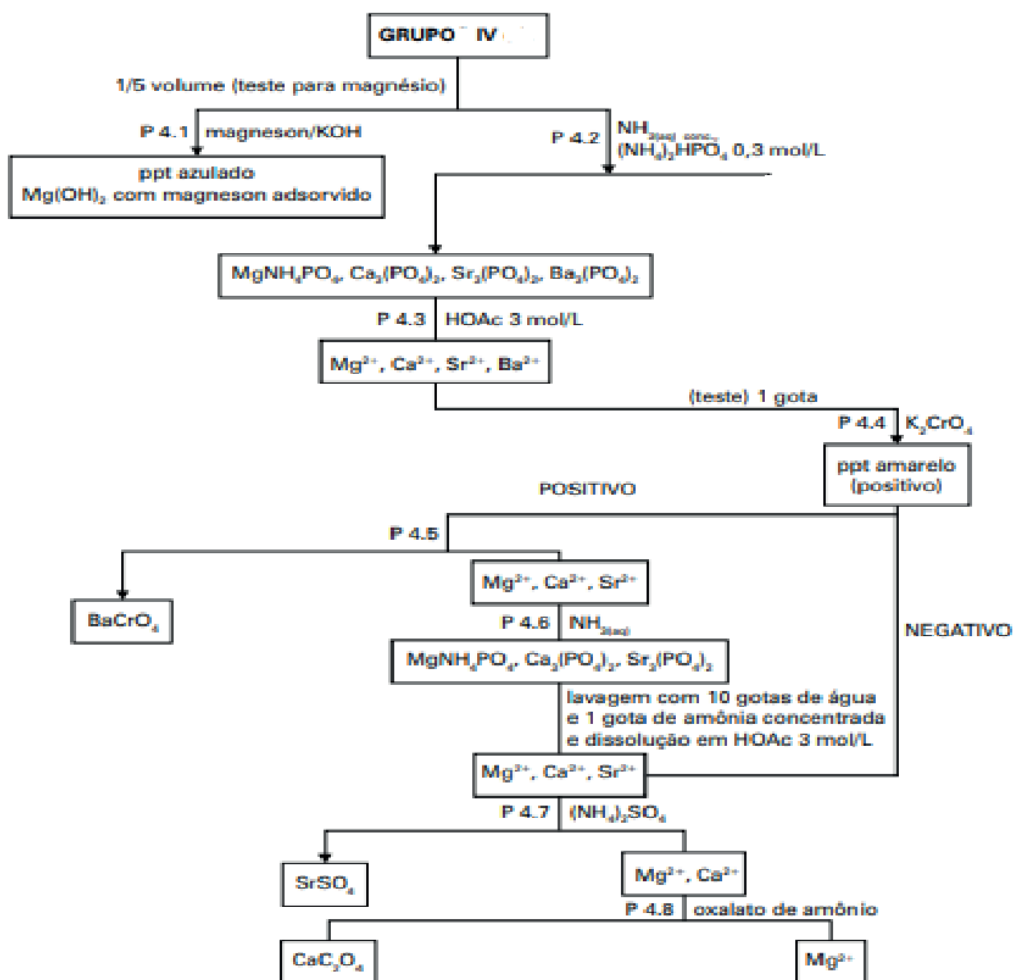 GRUPO IV
1/5 volume (teste para magnésio)
P 4.1 magneson/KOH
P 4.2 NH₃₍ₐq₎ conc.,
(NH₄)₂HPO₄ 0,3 mol/L
ppt azulado
Mg(OH)₂ com magneson adsorvido
MgNH₄PO₄, Ca₃(PO₄)₂, Sr₃(PO₄)₂, Ba₃(PO₄)₂
P 4.3 HOAc 3 mol/L
Mg²⁺, Ca²⁺, Sr²⁺, Ba²⁺
(teste) 1 gota
P 4.4 K₂CrO₄
ppt amarelo
(positivo)
POSITIVO
P 4.5
Mg²⁺, Ca²⁺, Sr²⁺
BaCrO₄
P 4.6 NH₃₍ₐq₎
NEGATIVO
MgNH₄PO₄, Ca₃(PO₄)₂, Sr₃(PO₄)₂
lavagem com 10 gotas de água
e 1 gota de amônia concentrada
e dissolução em HOAc 3 mol/L
Mg²⁺, Ca²⁺, Sr²⁺
P 4.7 (NH₄)₂SO₄
SrSO₄
Mg²⁺, Ca²⁺
P 4.8 oxalato de amônio
CaC₂O₄
Mg²⁺